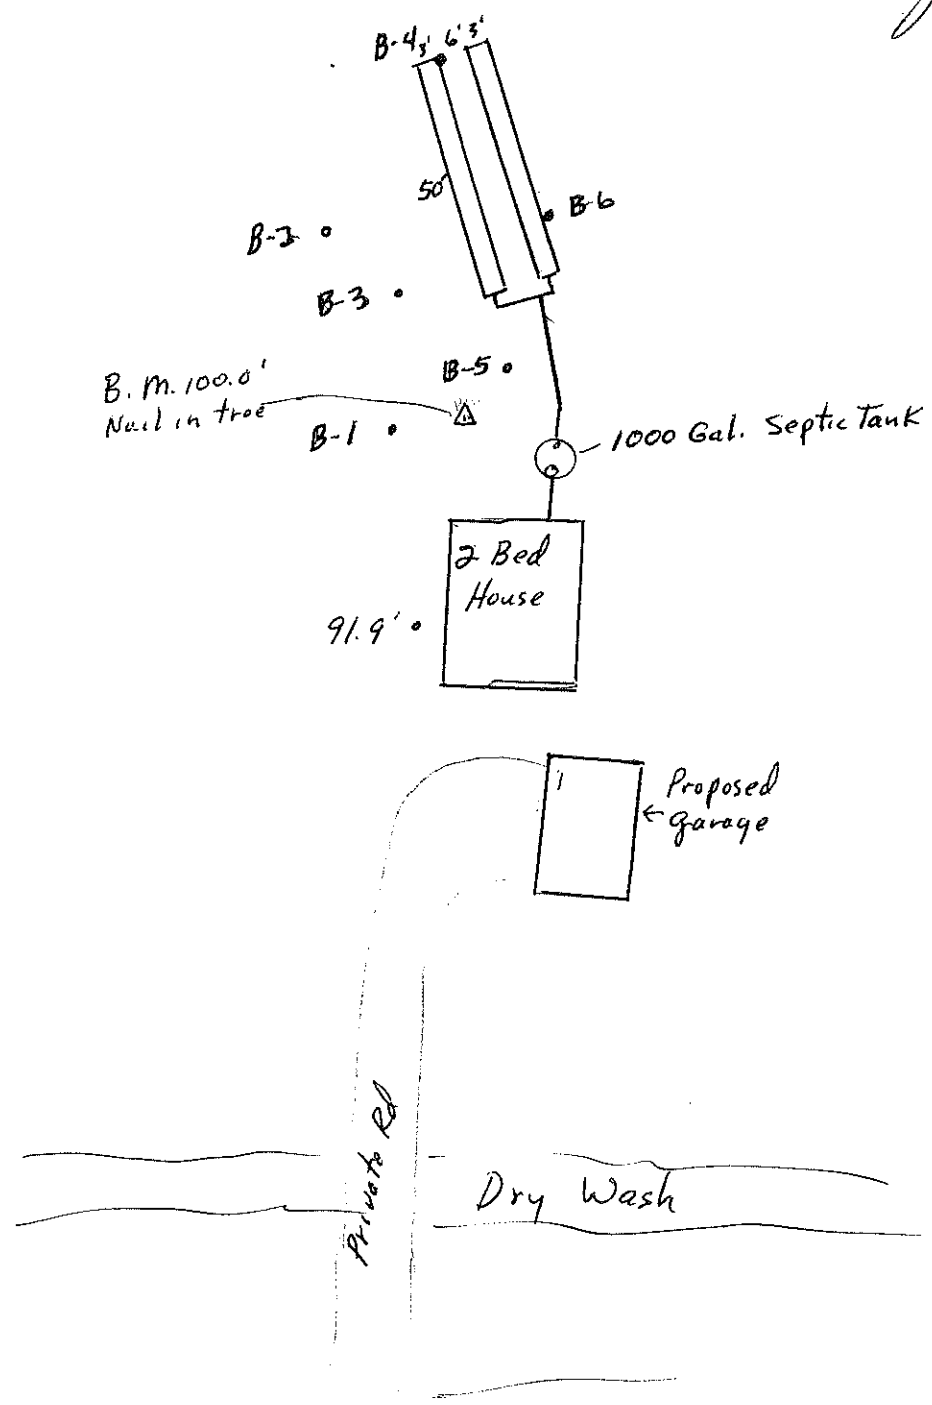 B-4 3' 6' 3'
50'
B-6
B-2
B-3
B-5
B.M. 100.0'
Nail in tree
B-1
1000 Gal. Septic Tank
2 Bed
House
91.9'
Proposed
garage
Private Rd
Dry Wash